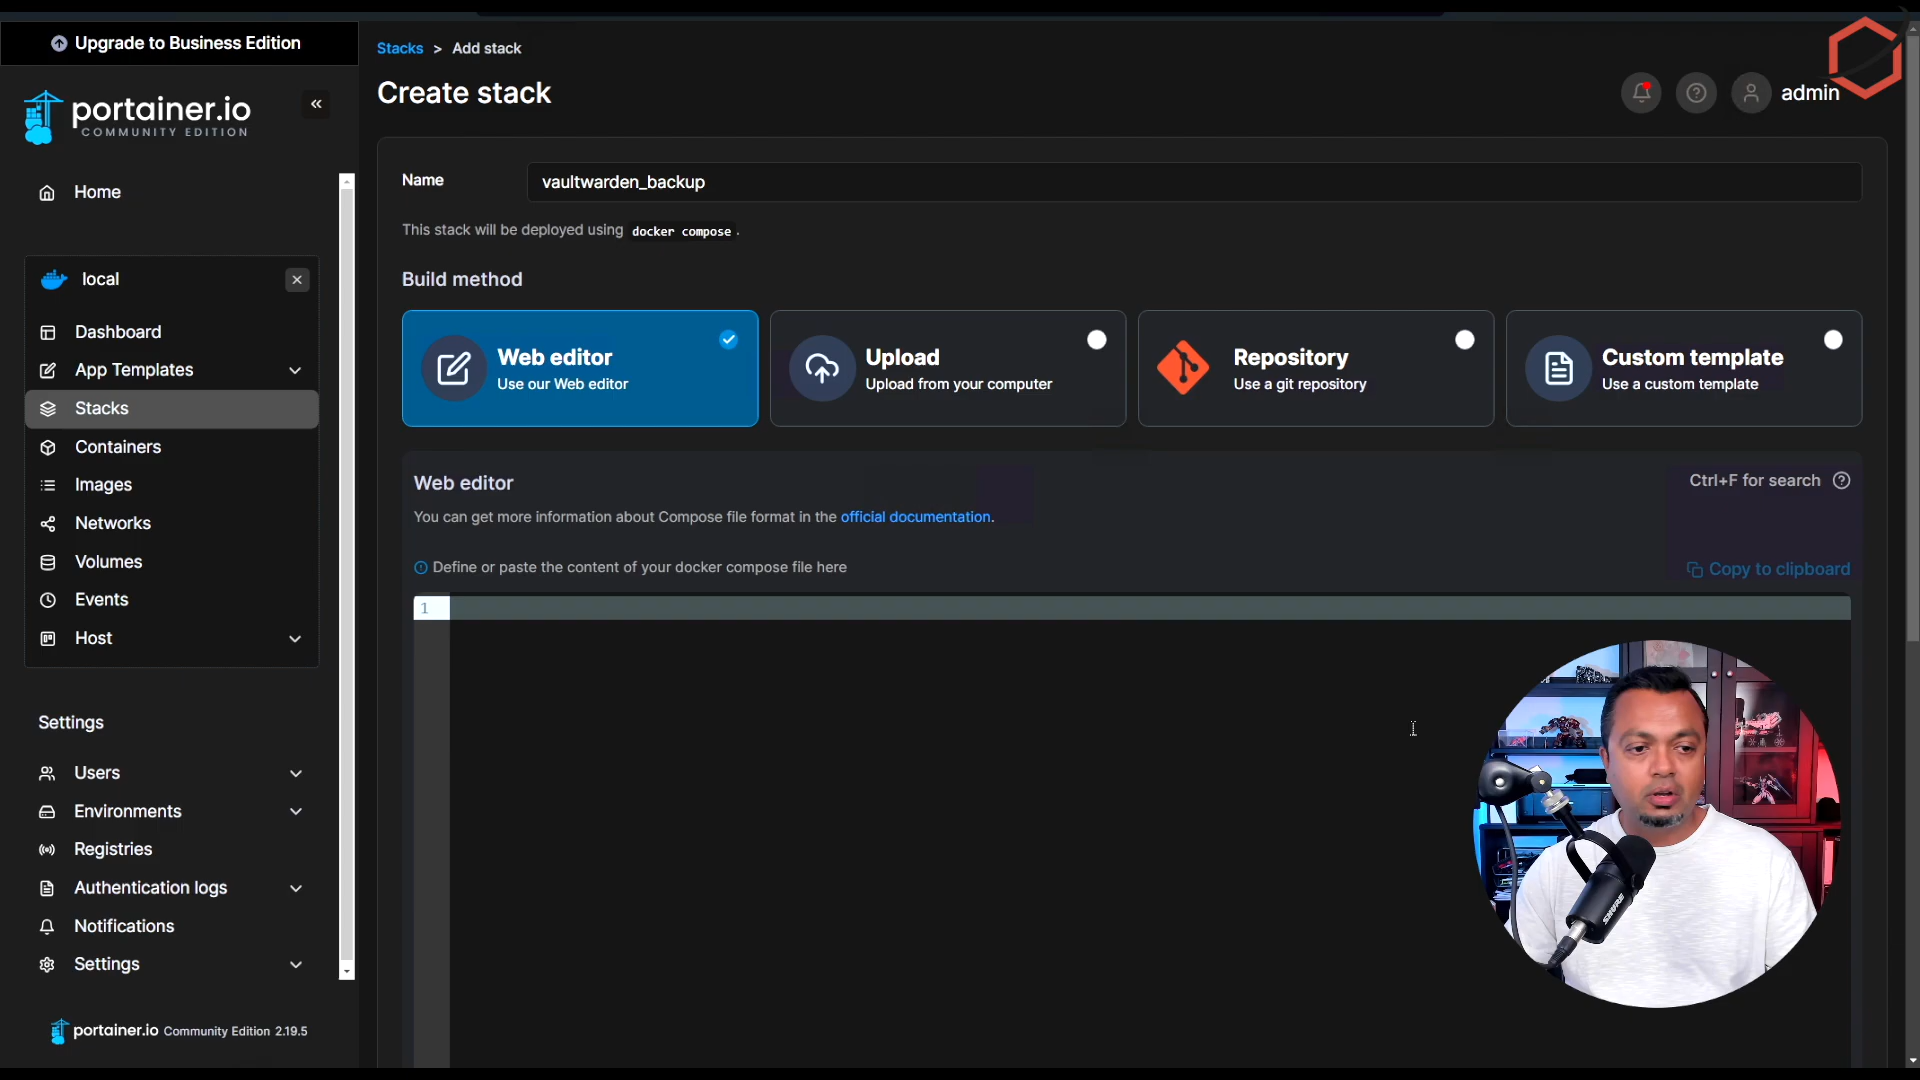 Upgrade to Business Edition
portainer.io
COMMUNITY EDITION
Home
local
Dashboard
App Templates
Stacks
Containers
Images
Networks
Volumes
Events
Host
Settings
Users
Environments
Registries
Authentication logs
Notifications
Settings
portainer.io Community Edition 2.19.5
Stacks > Add stack
Create stack
admin
Name
vaultwarden_backup
This stack will be deployed using docker compose.
Build method
Web editor
Use our Web editor
Upload
Upload from your computer
Repository
Use a git repository
Custom template
Use a custom template
Web editor
Ctrl+F for search
You can get more information about Compose file format in the official documentation.
Define or paste the content of your docker compose file here
Copy to clipboard
1
SHURE